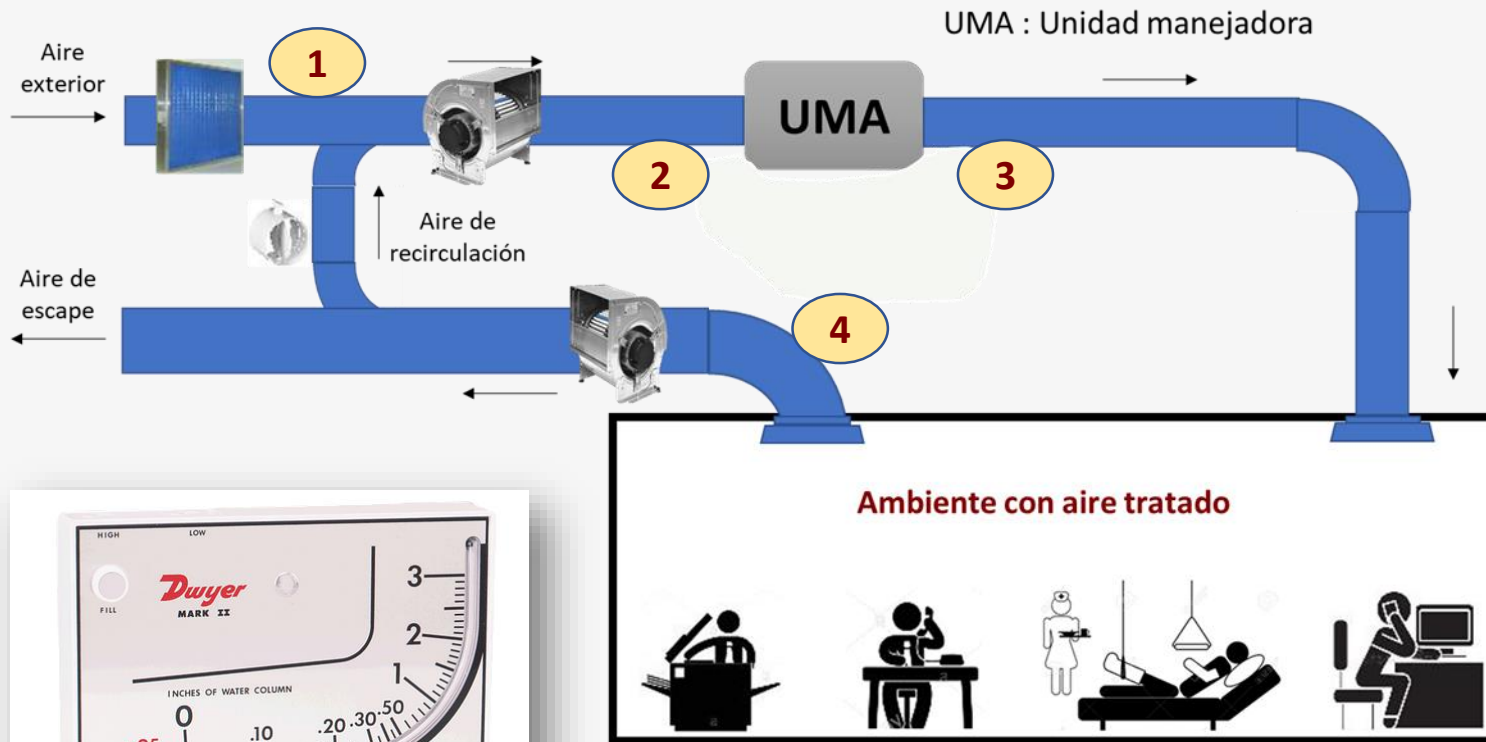 UMA : Unidad manejadora
Aire
exterior
1
UMA
2
3
Aire de
recirculación
Aire de
escape
4
Ambiente con aire tratado
HIGH
LOW
FILL
Dwyer
MARK II
3
2
1
INCHES OF WATER COLUMN
0
.10
.20
.30
.50